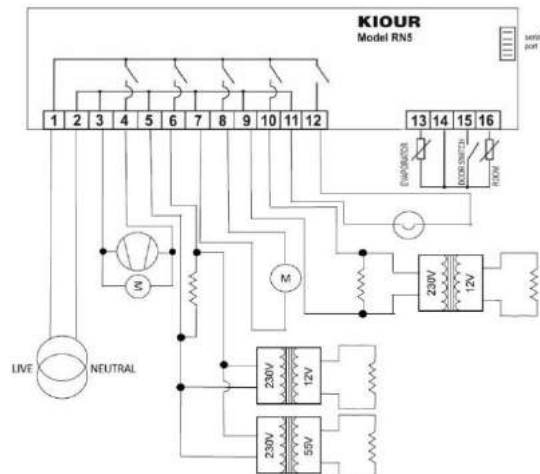 KIOUR
Model RN5
serial
port
1 2 3 4 5 6 7 8 9 10 11 12
13 14 15 16
EVAPORATOR
DOOR SWITCH
ROOM
M
M
230V
12V
LIVE
NEUTRAL
230V
12V
230V
55V